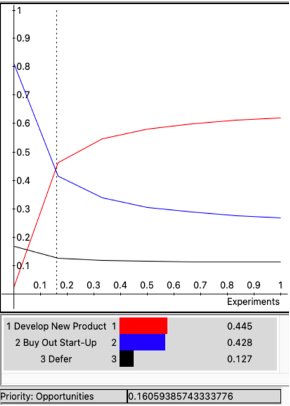 1
0.9
0.8
0.7
0.6
0.5
0.4
0.3
0.2
0.1
0.1 0.2 0.3 0.4 0.5 0.6 0.7 0.8 0.9 1
Experiments
1 Develop New Product 1 0.445
2 Buy Out Start-Up 2 0.428
3 Defer 3 0.127
Priority: Opportunities 0.16059385743333776